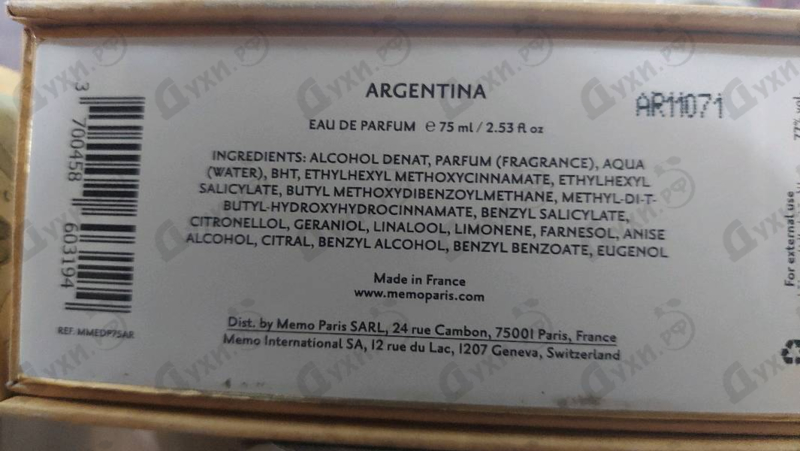 ARGENTINA
AR11071
EAU DE PARFUM ℮ 75 ml / 2.53 fl oz
INGREDIENTS: ALCOHOL DENAT, PARFUM (FRAGRANCE), AQUA
(WATER), BHT, ETHYLHEXYL METHOXYCINNAMATE, ETHYLHEXYL
SALICYLATE, BUTYL METHOXYDIBENZOYLMETHANE, METHYL-DI-T-
BUTYL-HYDROXYHYDROCINNAMATE, BENZYL SALICYLATE,
CITRONELLOL, GERANIOL, LINALOOL, LIMONENE, FARNESOL, ANISE
ALCOHOL, CITRAL, BENZYL ALCOHOL, BENZYL BENZOATE, EUGENOL
Made in France
www.memoparis.com
Dist. by Memo Paris SARL, 24 rue Cambon, 75001 Paris, France
Memo International SA, 12 rue du Lac, 1207 Geneva, Switzerland
3 700458 603194
REF: MMEDP75AR
For external use
77% vol
Духи.рф